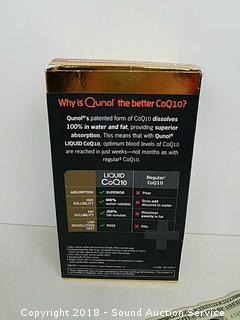 Why is Qunol the better CoQ10?
Qunol®'s patented form of CoQ10 dissolves
100% in water and fat, providing superior
absorption. This means that with Qunol®
LIQUID CoQ10, optimum blood levels of CoQ10
are reached in just weeks—not months as with
regular CoQ10.
LIQUID CoQ10 Regular CoQ10
ABSORPTION ✓ SUPERIOR ✗ Poor
H2O SOLUBILITY ✓ 100% water-soluble ✗ Does not dissolve in water
FAT SOLUBILITY ✓ 100% fat-soluble ✗ Dissolves poorly in fat
USP DISSOLUTION TEST ✓ PASS ✗ FAIL
Copyright 2018 - Sound Auction Service